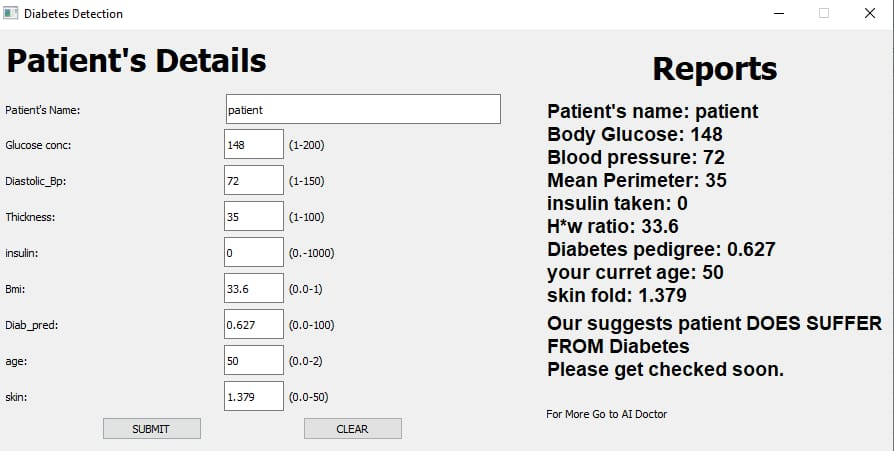 Diabetes Detection
Patient's Details
Patient's Name: patient
Glucose conc: 148 (1-200)
Diastolic_Bp: 72 (1-150)
Thickness: 35 (1-100)
insulin: 0 (0.-1000)
Bmi: 33.6 (0.0-1)
Diab_pred: 0.627 (0.0-100)
age: 50 (0.0-2)
skin: 1.379 (0.0-50)
SUBMIT CLEAR
Reports
Patient's name: patient
Body Glucose: 148
Blood pressure: 72
Mean Perimeter: 35
insulin taken: 0
H*w ratio: 33.6
Diabetes pedigree: 0.627
your curret age: 50
skin fold: 1.379
Our suggests patient DOES SUFFER
FROM Diabetes
Please get checked soon.
For More Go to AI Doctor